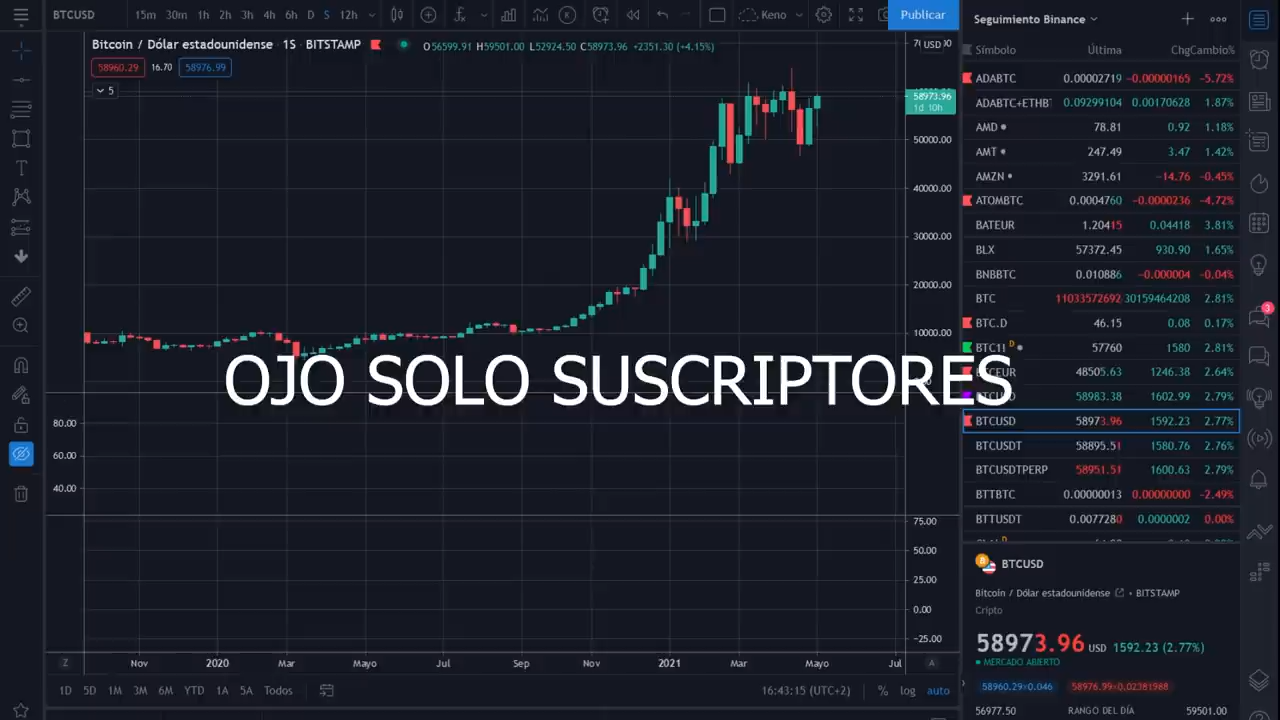 BTCUSD 15m 30m 1h 2h 3h 4h 6h D S 12h Keno Publicar
Seguimiento Binance
Bitcoin / Dólar estadounidense · 1S · BITSTAMP O56599.91 H59501.00 L52924.50 C58973.96 +2351.30 (+4.15%)
USD
58960.29 16.70 58976.99
5
58973.96
1d 10h
50000.00
40000.00
30000.00
20000.00
10000.00
OJO SOLO SUSCRIPTORES
80.00
60.00
40.00
75.00
50.00
25.00
0.00
−25.00
Z Nov 2020 Mar Mayo Jul Sep Nov 2021 Mar Mayo Jul A
1D 5D 1M 3M 6M YTD 1A 5A Todos 16:43:15 (UTC+2) % log auto
Símbolo Última Chg Cambio%
ADABTC 0.00002719 −0.00000165 −5.72%
ADABTC+ETHB 0.09299104 0.00170628 1.87%
AMD 78.81 0.92 1.18%
AMT 247.49 3.47 1.42%
AMZN 3291.61 −14.76 −0.45%
ATOMBTC 0.0004760 −0.0000236 −4.72%
BATEUR 1.20415 0.04418 3.81%
BLX 57372.45 930.90 1.65%
BNBBTC 0.010886 −0.000004 −0.04%
BTC 11033572692 30159464208 2.81%
BTC.D 46.15 0.08 0.17%
BTC11 D 57760 1580 2.81%
BTCEUR 48505.63 1246.38 2.64%
58983.38 1602.99 2.79%
BTCUSD 58973.96 1592.23 2.77%
BTCUSDT 58895.51 1580.76 2.76%
BTCUSDTPERP 58951.51 1600.63 2.79%
BTTBTC 0.00000013 0.00000000 −2.49%
BTTUSDT 0.0077280 0.0000002 0.00%
3
BTCUSD
Bitcoin / Dólar estadounidense • BITSTAMP
Cripto
58973.96 USD 1592.23 (2.77%)
MERCADO ABIERTO
58960.29×0.046 58976.99×0.02381988
56977.50 RANGO DEL DÍA 59501.00